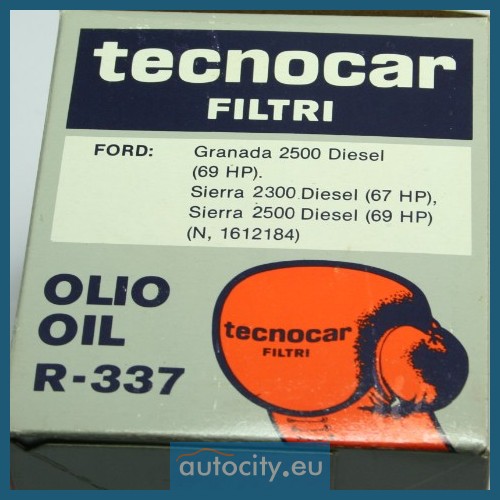 tecnocar
FILTRI
FORD: Granada 2500 Diesel
(69 HP).
Sierra 2300 Diesel (67 HP),
Sierra 2500 Diesel (69 HP)
(N, 1612184)
OLIO
OIL
R-337
tecnocar
FILTRI
autocity.eu